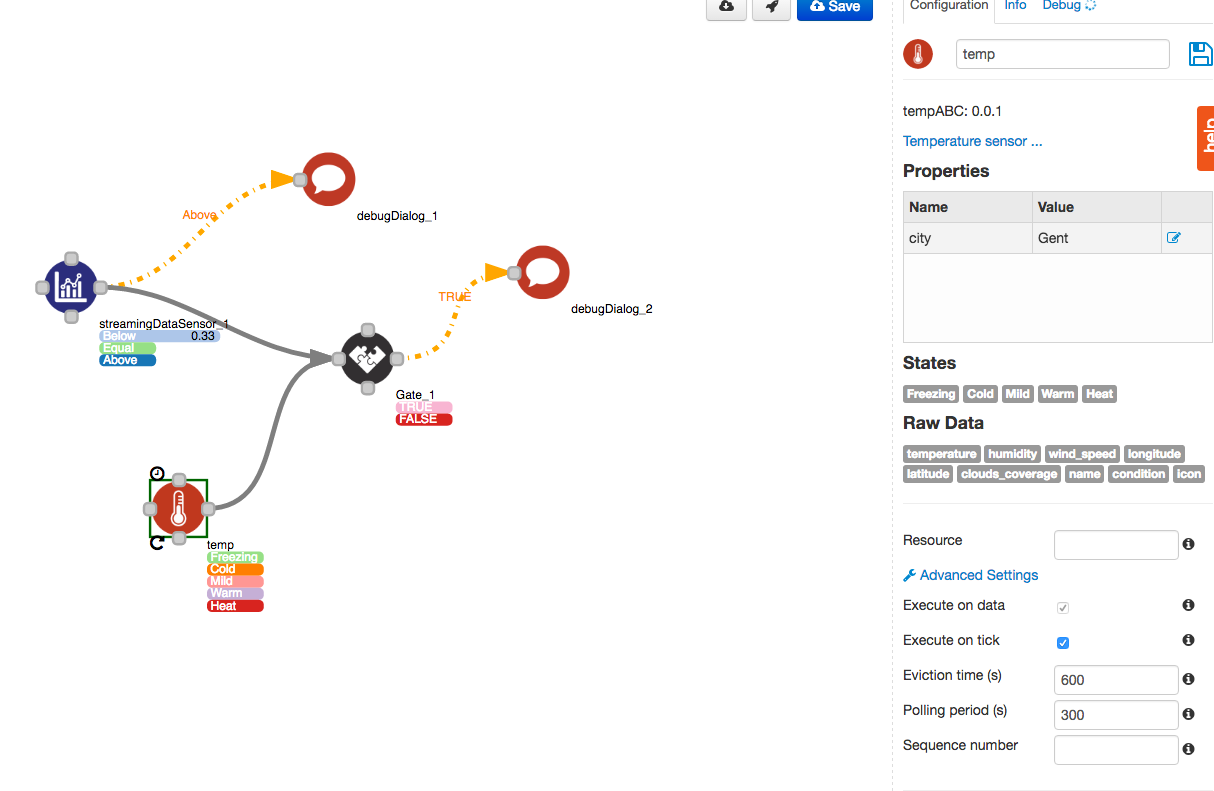 Save
Configuration Info Debug
temp
tempABC: 0.0.1
help
Temperature sensor ...
Properties
Name Value
city Gent
States
Freezing Cold Mild Warm Heat
Raw Data
temperature humidity wind_speed longitude
latitude clouds_coverage name condition icon
Resource
Advanced Settings
Execute on data
Execute on tick
Eviction time (s) 600
Polling period (s) 300
Sequence number
Above
debugDialog_1
TRUE
debugDialog_2
streamingDataSensor_1
Below 0.33
Equal
Above
Gate_1
TRUE
FALSE
temp
Freezing
Cold
Mild
Warm
Heat